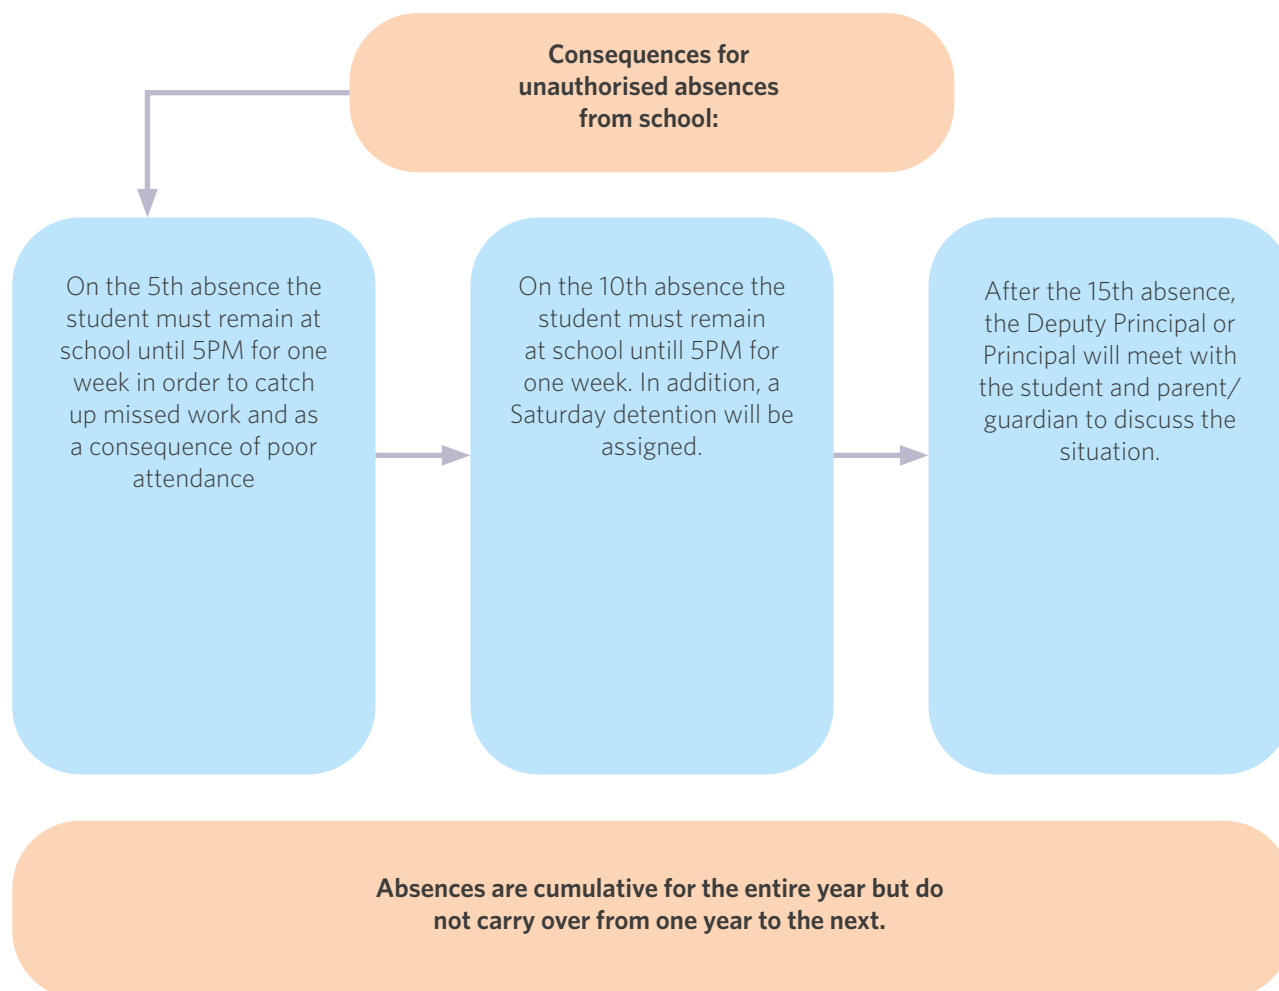 Consequences for
unauthorised absences
from school:
On the 5th absence the
student must remain at
school until 5PM for one
week in order to catch
up missed work and as
a consequence of poor
attendance
On the 10th absence the
student must remain
at school untill 5PM for
one week. In addition, a
Saturday detention will be
assigned.
After the 15th absence,
the Deputy Principal or
Principal will meet with
the student and parent/
guardian to discuss the
situation.
Absences are cumulative for the entire year but do
not carry over from one year to the next.